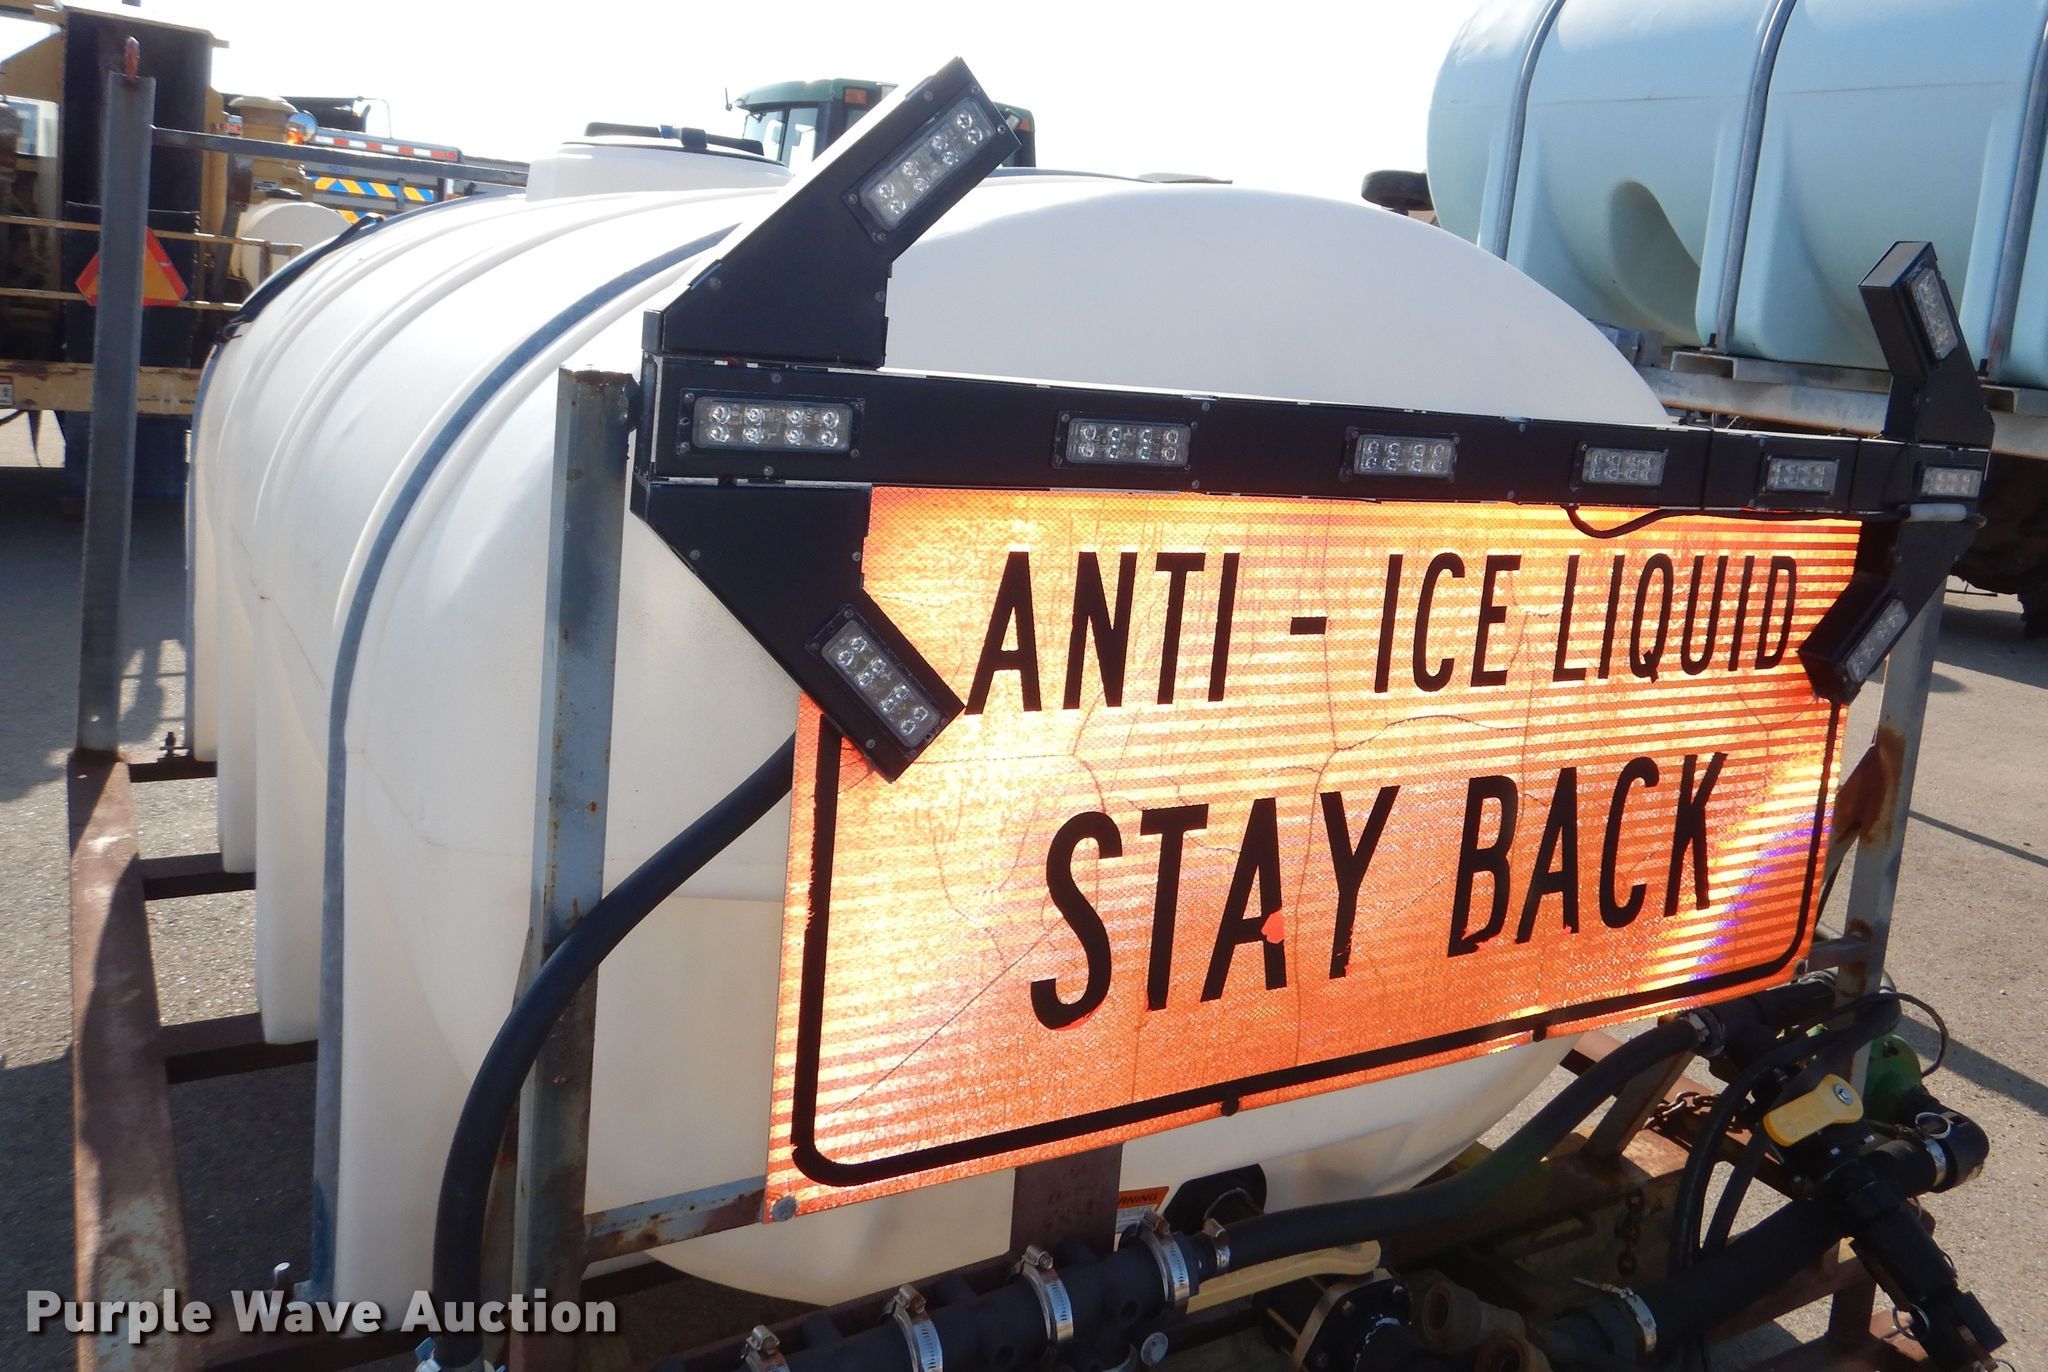 ANTI - ICE LIQUID
STAY BACK
Purple Wave Auction